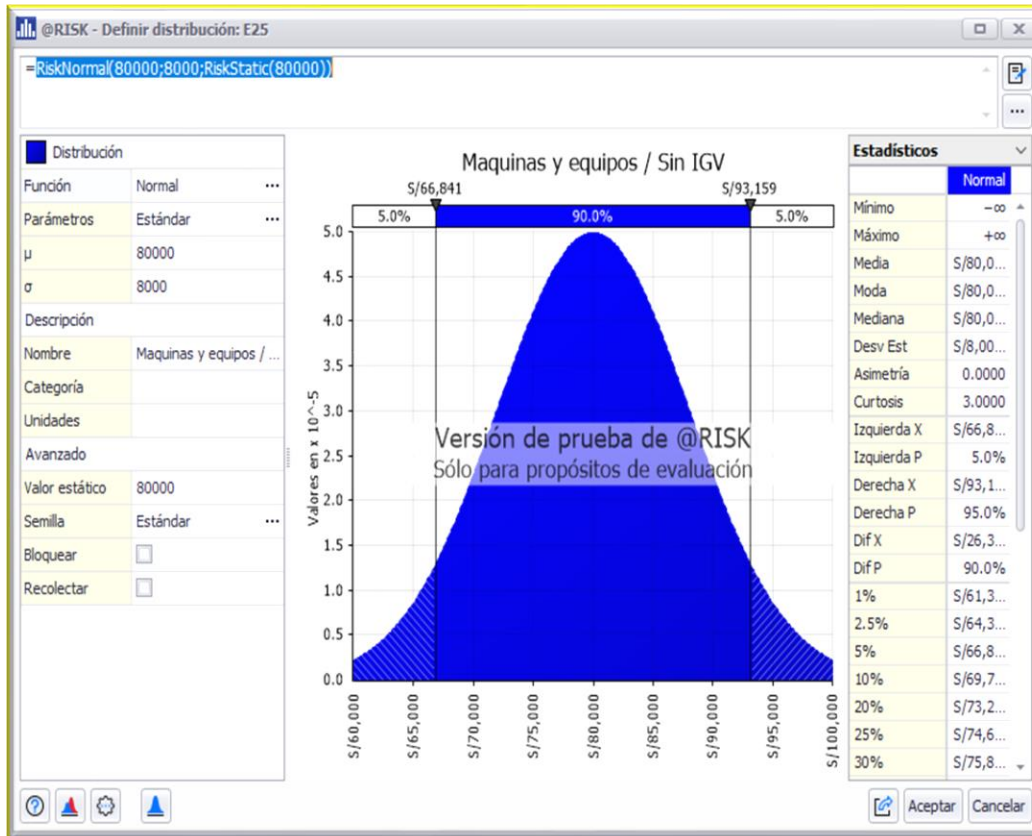 @RISK - Definir distribución: E25
=RiskNormal(80000;8000;RiskStatic(80000))
Distribución
Función Normal ...
Parámetros Estándar ...
μ 80000
σ 8000
Descripción
Nombre Maquinas y equipos / ...
Categoría
Unidades
Avanzado
Valor estático 80000
Semilla Estándar ...
Bloquear
Recolectar
Maquinas y equipos / Sin IGV
S/66,841 S/93,159
5.0% 90.0% 5.0%
5.0
4.5
4.0
3.5
3.0
2.5
2.0
1.5
1.0
0.5
0.0
Valores en x 10^-5
Versión de prueba de @RISK
Sólo para propósitos de evaluación
S/60,000
S/65,000
S/70,000
S/75,000
S/80,000
S/85,000
S/90,000
S/95,000
S/100,000
Estadísticos
Normal
Mínimo -∞
Máximo +∞
Media S/80,0...
Moda S/80,0...
Mediana S/80,0...
Desv Est S/8,00...
Asimetría 0.0000
Curtosis 3.0000
Izquierda X S/66,8...
Izquierda P 5.0%
Derecha X S/93,1...
Derecha P 95.0%
Dif X S/26,3...
Dif P 90.0%
1% S/61,3...
2.5% S/64,3...
5% S/66,8...
10% S/69,7...
20% S/73,2...
25% S/74,6...
30% S/75,8...
Aceptar Cancelar